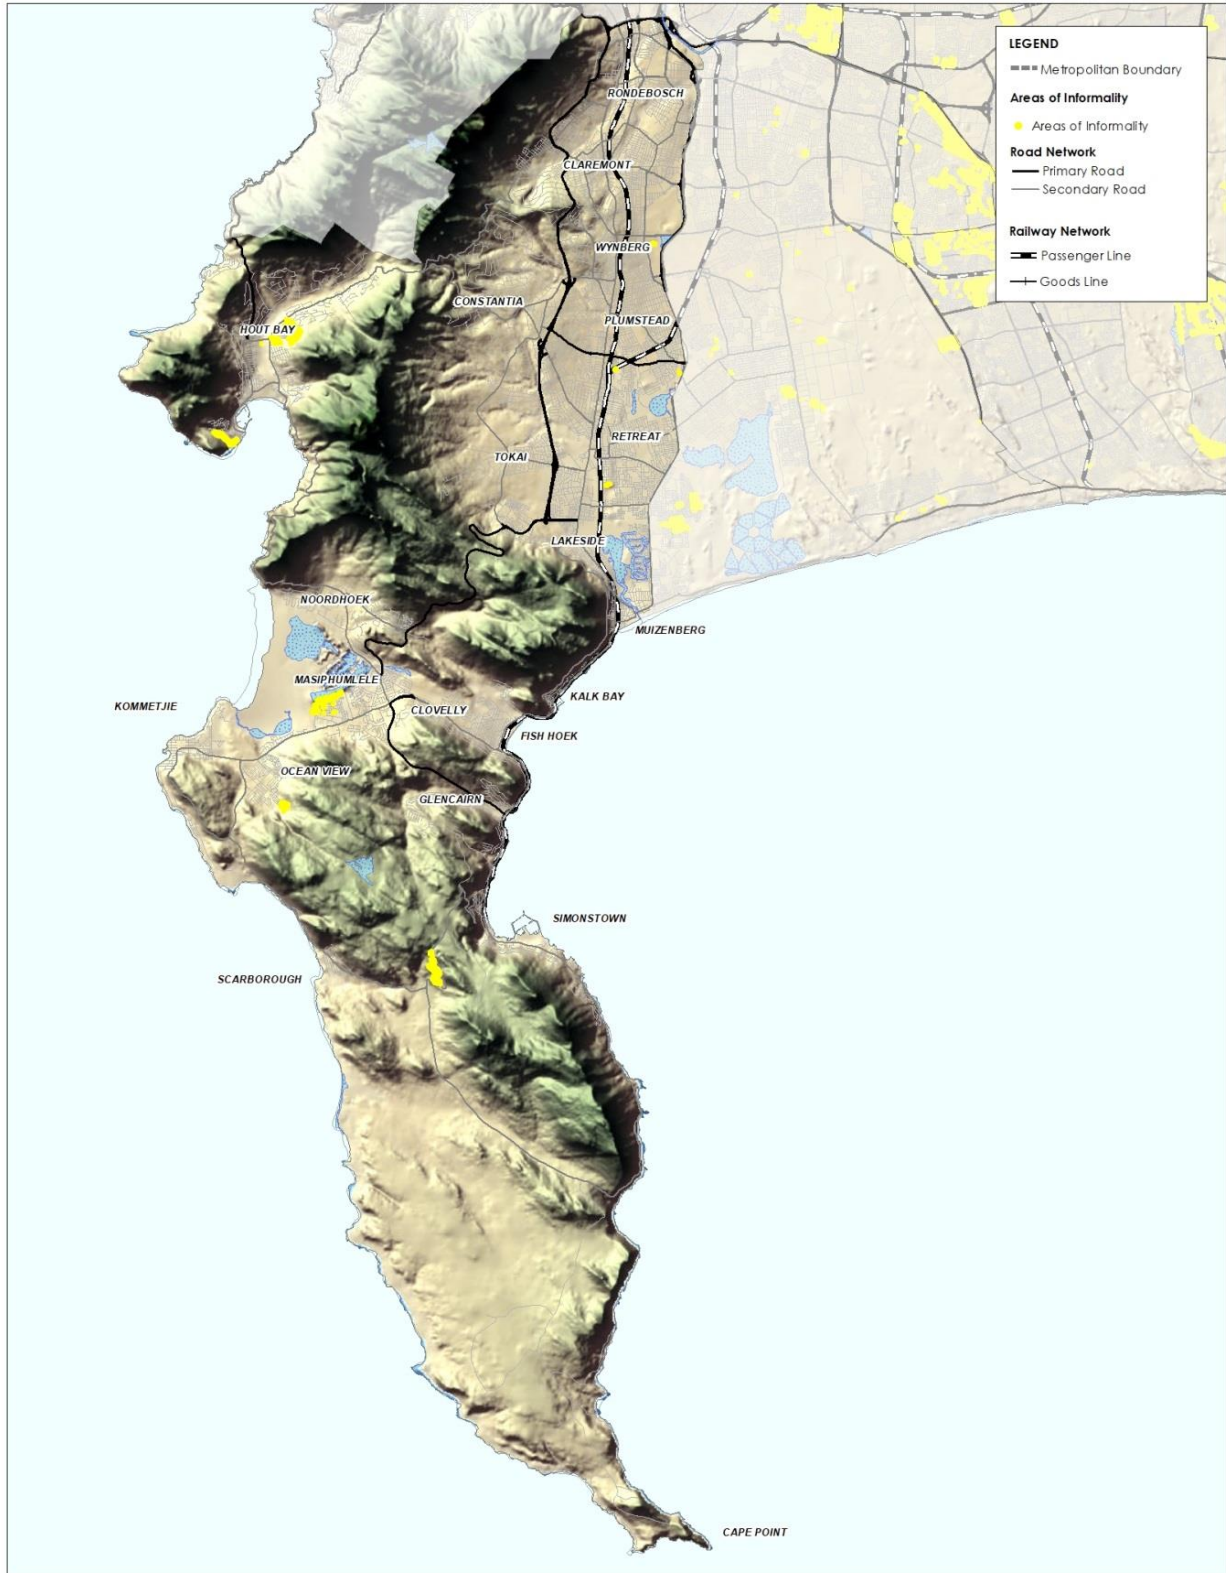 LEGEND
Metropolitan Boundary
Areas of Informality
Areas of Informality
Road Network
Primary Road
Secondary Road
Railway Network
Passenger Line
Goods Line
RONDEBOSCH
CLAREMONT
WYNBERG
CONSTANTIA
PLUMSTEAD
HOUT BAY
RETREAT
TOKAI
LAKESIDE
NOORDHOEK
MUIZENBERG
MASIPHUMLELE
KALK BAY
KOMMETJIE
CLOVELLY
FISH HOEK
OCEAN VIEW
GLENCAIRN
SIMONSTOWN
SCARBOROUGH
CAPE POINT